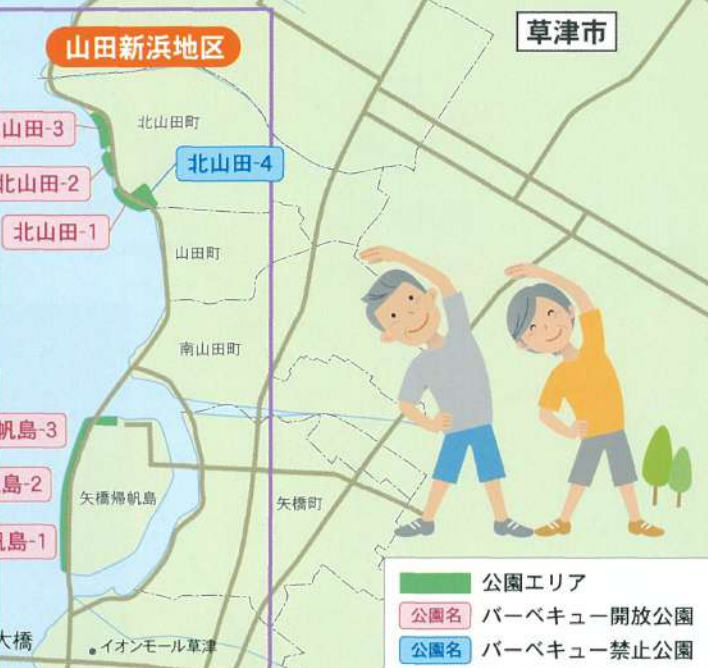 山田新浜地区
草津市
山田-3
北山田町
北山田-4
北山田-2
北山田-1
山田町
南山田町
帆島-3
島-2
矢橋帰帆島
矢橋町
帆島-1
公園エリア
公園名 バーベキュー開放公園
公園名 バーベキュー禁止公園
大橋
イオンモール草津